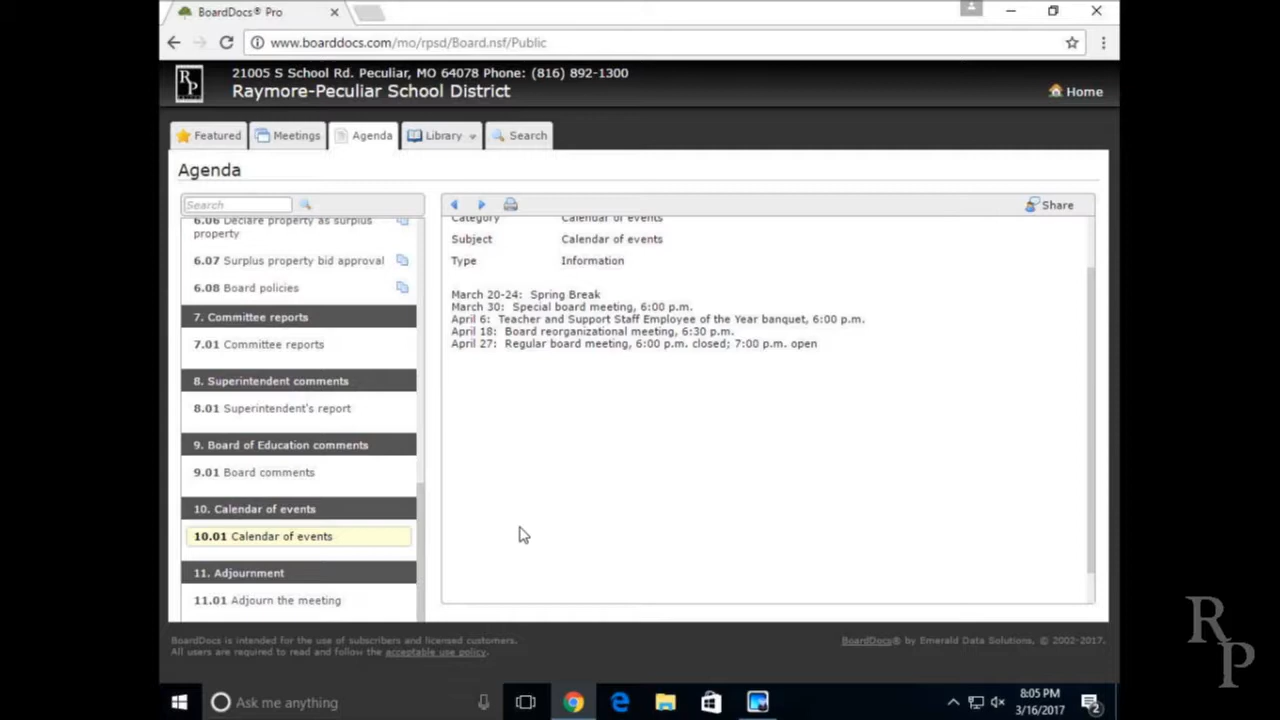 BoardDocs® Pro
www.boarddocs.com/mo/rpsd/Board.nsf/Public
RP
21005 S School Rd. Peculiar, MO 64078 Phone: (816) 892-1300
Raymore-Peculiar School District
Home
Featured
Meetings
Agenda
Library
Search
Agenda
Search
Share
6.06 Declare property as surplus
property
6.07 Surplus property bid approval
6.08 Board policies
7. Committee reports
7.01 Committee reports
8. Superintendent comments
8.01 Superintendent's report
9. Board of Education comments
9.01 Board comments
10. Calendar of events
10.01 Calendar of events
11. Adjournment
11.01 Adjourn the meeting
Category Calendar of events
Subject Calendar of events
Type Information
March 20-24: Spring Break
March 30: Special board meeting, 6:00 p.m.
April 6: Teacher and Support Staff Employee of the Year banquet, 6:00 p.m.
April 18: Board reorganizational meeting, 6:30 p.m.
April 27: Regular board meeting, 6:00 p.m. closed; 7:00 p.m. open
BoardDocs is intended for the use of subscribers and licensed customers.
All users are required to read and follow the acceptable use policy.
BoardDocs® by Emerald Data Solutions, © 2002-2017.
RP
Ask me anything
8:05 PM
3/16/2017
2